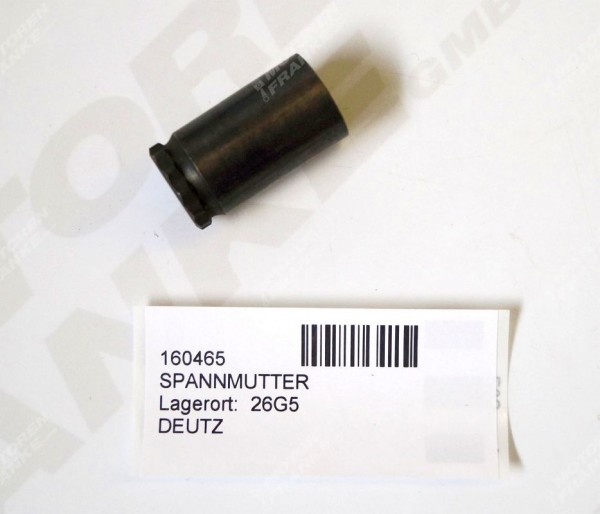 160465
SPANNMUTTER
Lagerort: 26G5
DEUTZ